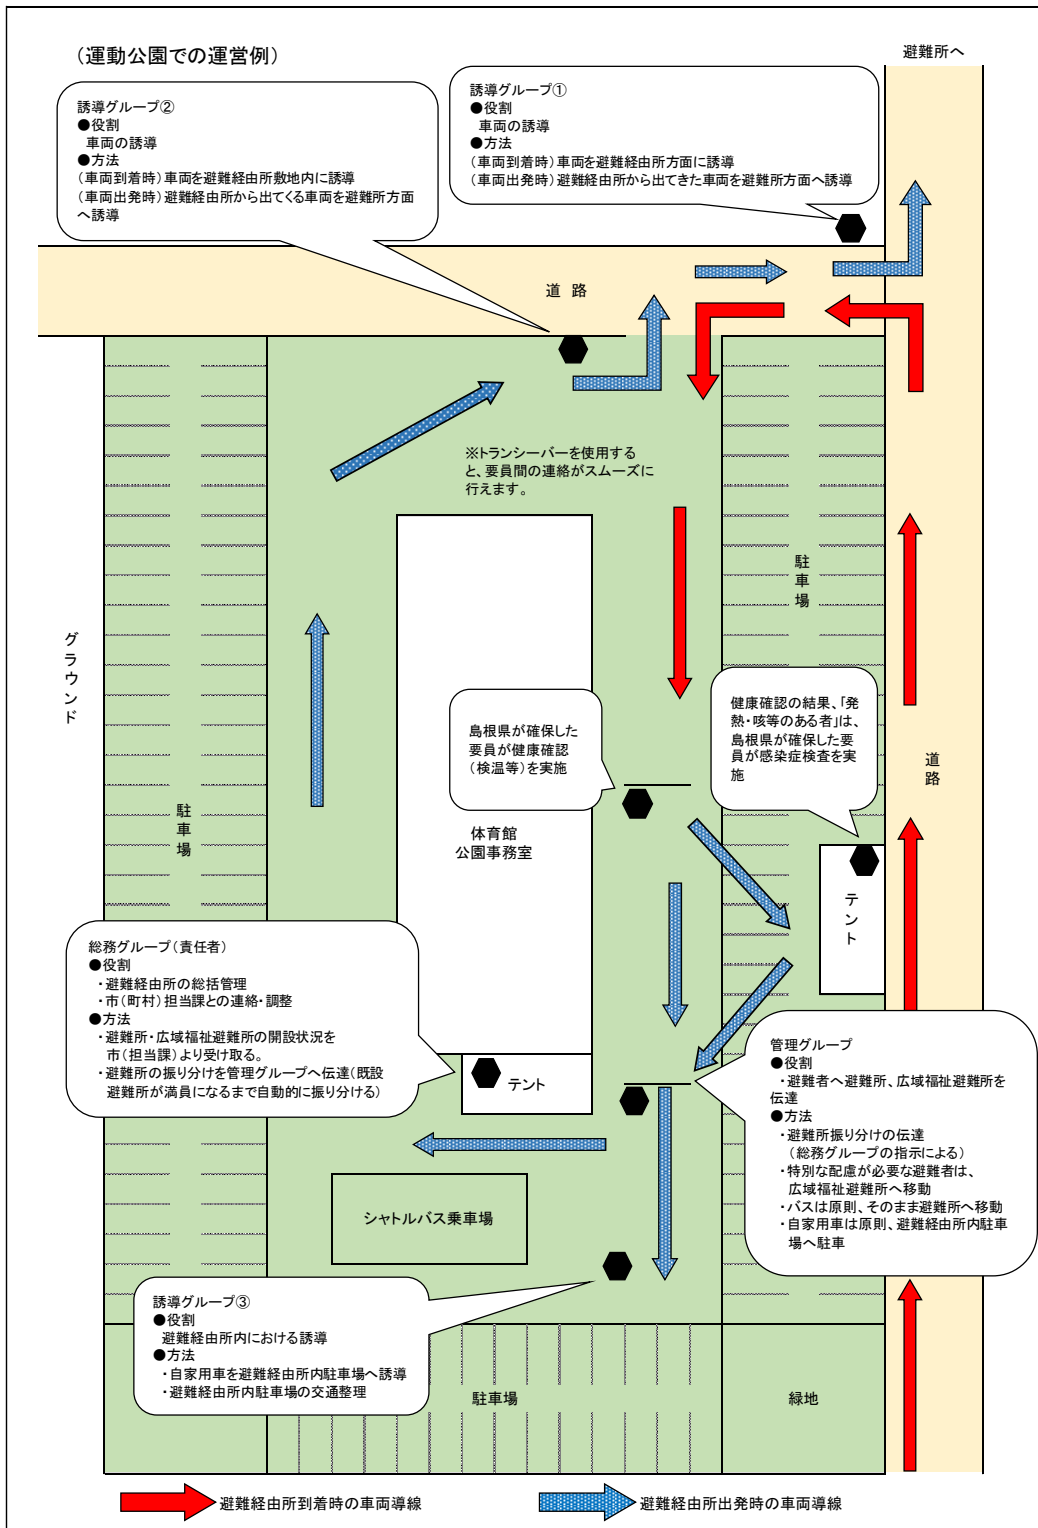 (運動公園での運営例)
避難所へ
誘導グループ②
●役割
車両の誘導
●方法
(車両到着時)車両を避難経由所敷地内に誘導
(車両出発時)避難経由所から出てくる車両を避難所方面
へ誘導
誘導グループ①
●役割
車両の誘導
●方法
(車両到着時)車両を避難経由所方面に誘導
(車両出発時)避難経由所から出てきた車両を避難所方面へ誘導
道 路
※トランシーバーを使用する
と、要員間の連絡がスムーズに
行えます。
駐車場
グラウンド
島根県が確保した
要員が健康確認
(検温等)を実施
健康確認の結果、「発
熱・咳等のある者」は、
島根県が確保した要
員が感染症検査を実
施
道路
駐車場
体育館
公園事務室
テント
総務グループ(責任者)
●役割
・避難経由所の総括管理
・市(町村)担当課との連絡・調整
●方法
・避難所・広域福祉避難所の開設状況を
市(担当課)より受け取る。
・避難所の振り分けを管理グループへ伝達(既設
避難所が満員になるまで自動的に振り分ける)
テント
管理グループ
●役割
・避難者へ避難所、広域福祉避難所を
伝達
●方法
・避難所振り分けの伝達
(総務グループの指示による)
・特別な配慮が必要な避難者は、
広域福祉避難所へ移動
・バスは原則、そのまま避難所へ移動
・自家用車は原則、避難経由所内駐車
場へ駐車
シャトルバス乗車場
誘導グループ③
●役割
避難経由所内における誘導
●方法
・自家用車を避難経由所内駐車場へ誘導
・避難経由所内駐車場の交通整理
駐車場
緑地
避難経由所到着時の車両導線
避難経由所出発時の車両導線